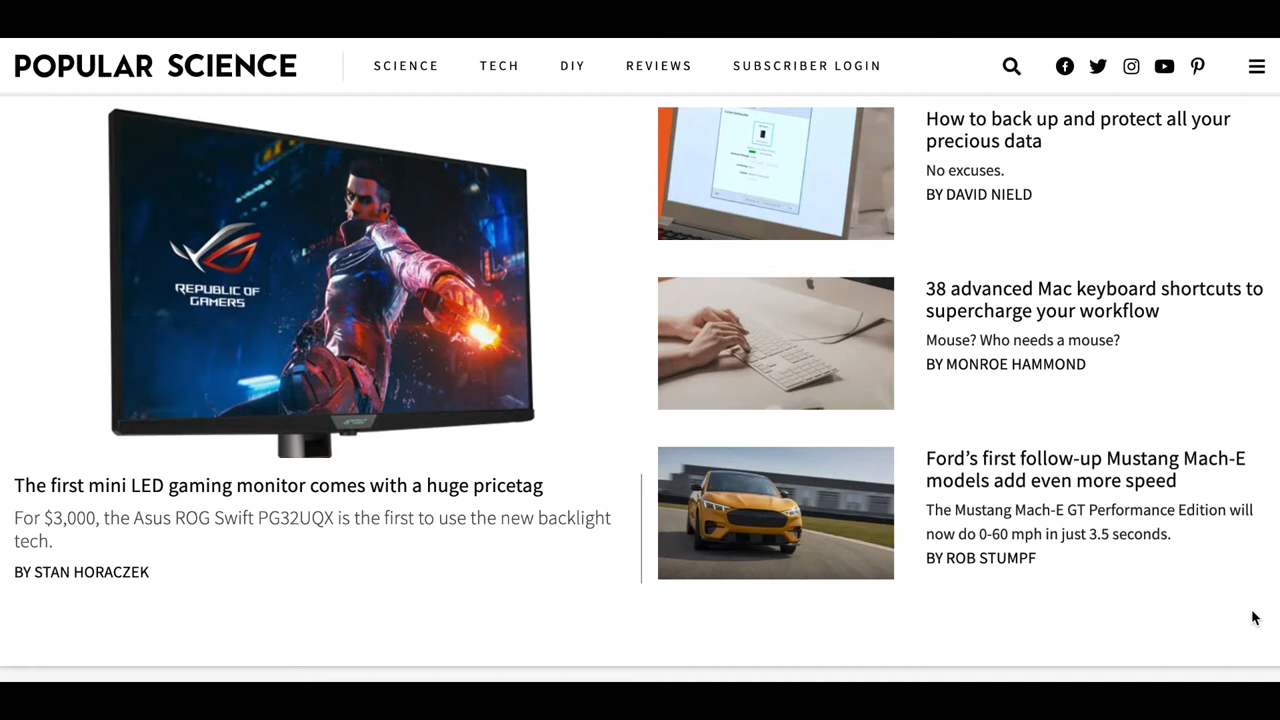 POPULAR SCIENCE
SCIENCE
TECH
DIY
REVIEWS
SUBSCRIBER LOGIN
REPUBLIC OF
GAMERS
The first mini LED gaming monitor comes with a huge pricetag
For $3,000, the Asus ROG Swift PG32UQX is the first to use the new backlight
tech.
BY STAN HORACZEK
How to back up and protect all your
precious data
No excuses.
BY DAVID NIELD
38 advanced Mac keyboard shortcuts to
supercharge your workflow
Mouse? Who needs a mouse?
BY MONROE HAMMOND
Ford’s first follow-up Mustang Mach-E
models add even more speed
The Mustang Mach-E GT Performance Edition will
now do 0-60 mph in just 3.5 seconds.
BY ROB STUMPF